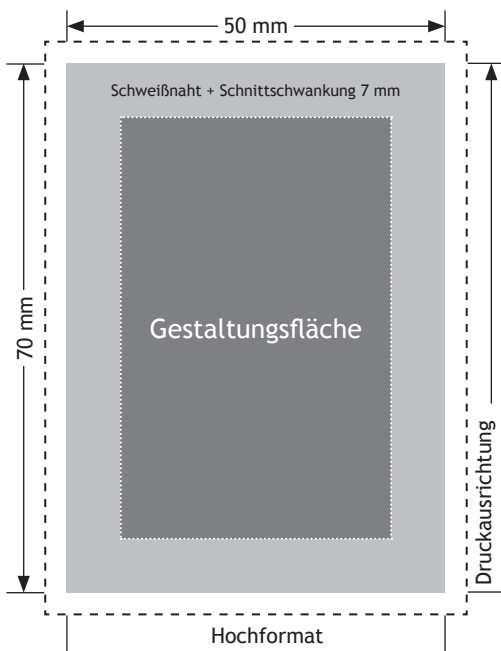 50 mm
Schweißnaht + Schnittschwankung 7 mm
70 mm
Gestaltungsfläche
Druckausrichtung
Hochformat